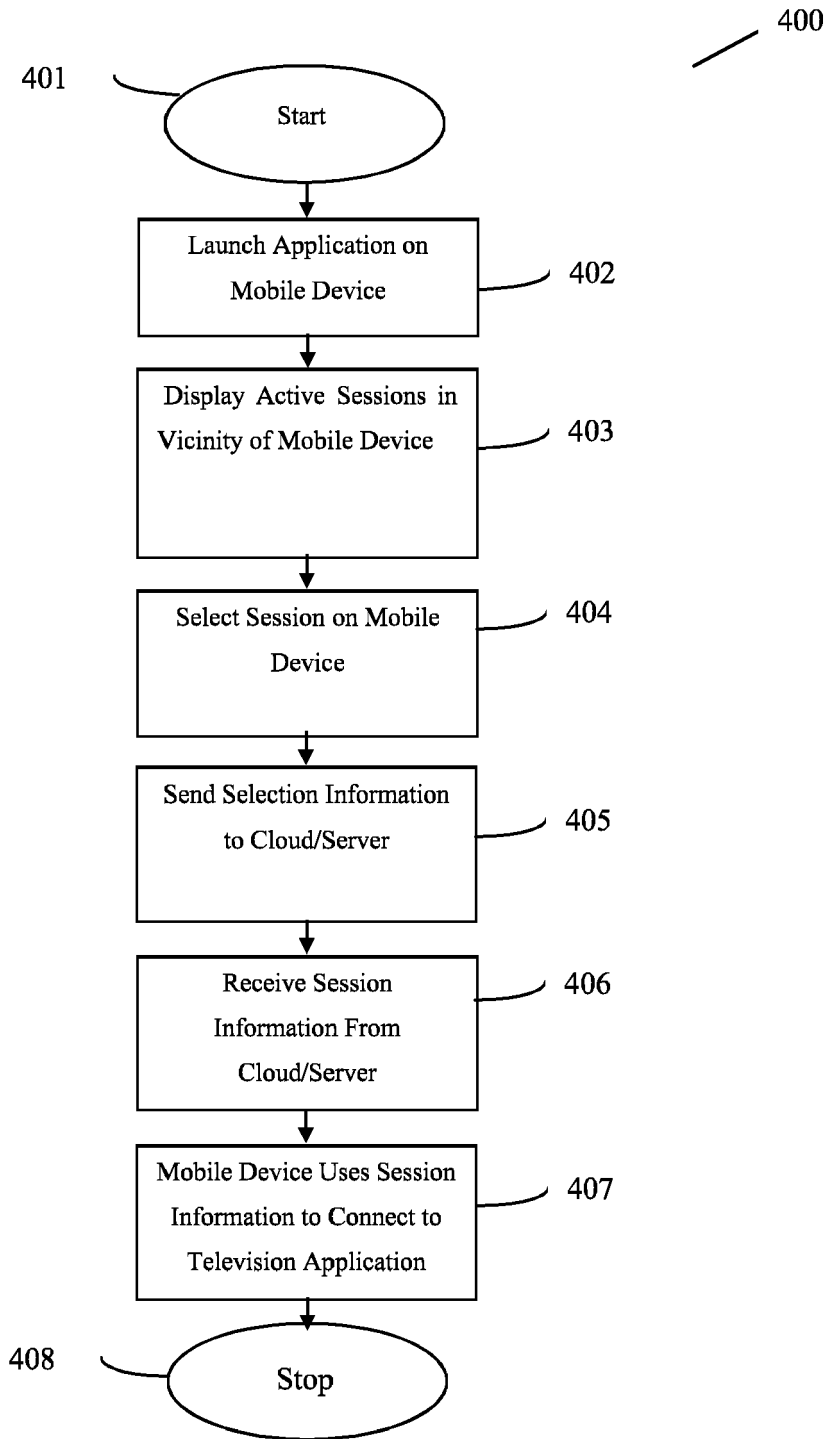 400
401
Start
Launch Application on
Mobile Device
402
Display Active Sessions in
Vicinity of Mobile Device
403
Select Session on Mobile
Device
404
Send Selection Information
to Cloud/Server
405
Receive Session
Information From
Cloud/Server
406
Mobile Device Uses Session
Information to Connect to
Television Application
407
408
Stop